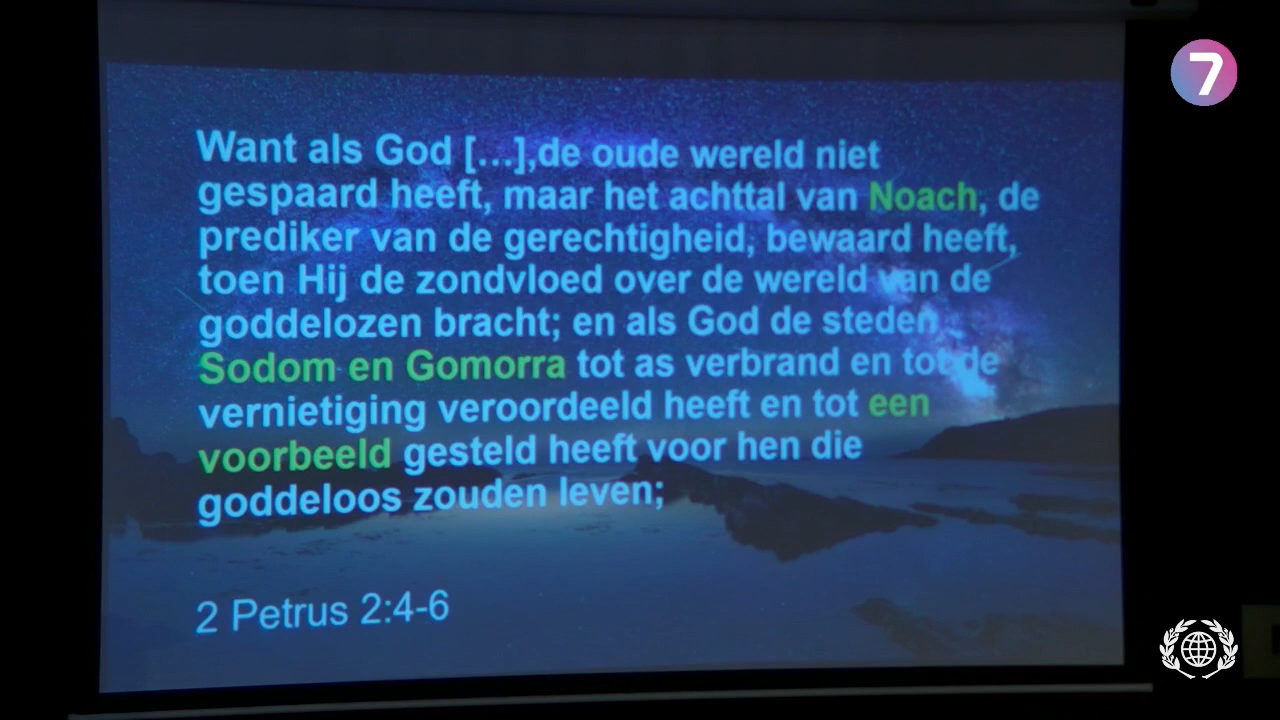 7
Want als God [...],de oude wereld niet
gespaard heeft, maar het achttal van Noach, de
prediker van de gerechtigheid, bewaard heeft,
toen Hij de zondvloed over de wereld van de
goddelozen bracht; en als God de steden
Sodom en Gomorra tot as verbrand en tot de
vernietiging veroordeeld heeft en tot een
voorbeeld gesteld heeft voor hen die
goddeloos zouden leven;
2 Petrus 2:4-6